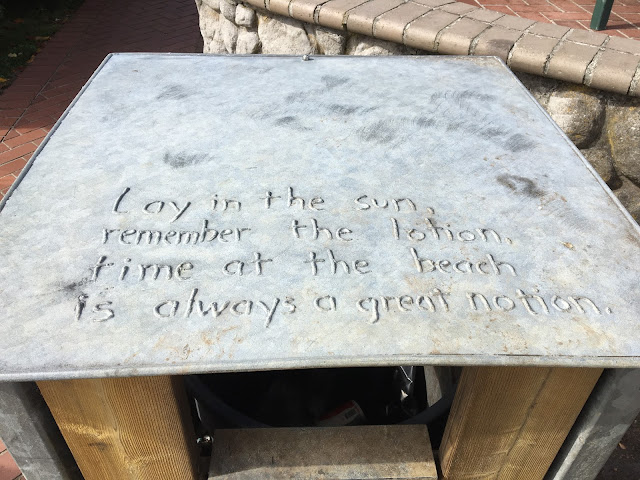 Lay in the sun,
remember the lotion,
time at the beach
is always a great notion.